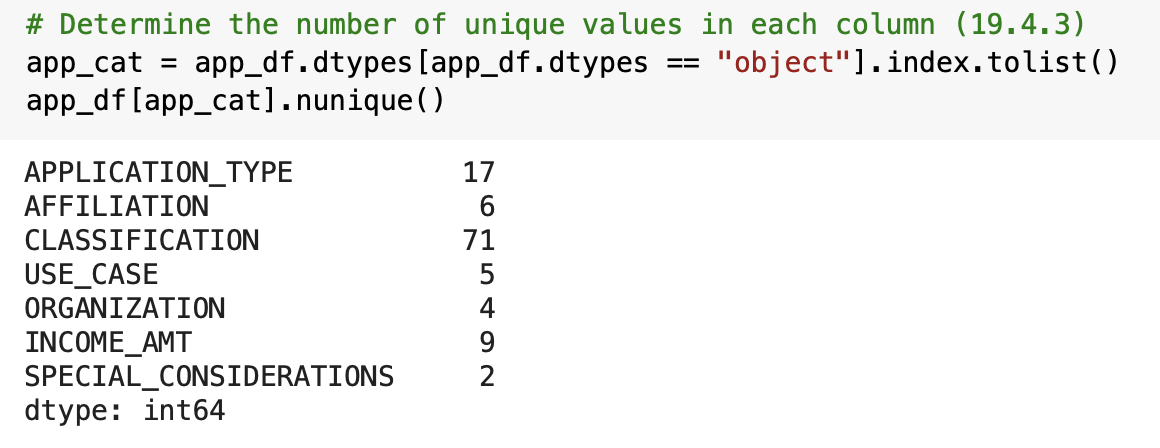 # Determine the number of unique values in each column (19.4.3)
app_cat = app_df.dtypes[app_df.dtypes == "object"].index.tolist()
app_df[app_cat].nunique()
APPLICATION_TYPE 17
AFFILIATION 6
CLASSIFICATION 71
USE_CASE 5
ORGANIZATION 4
INCOME_AMT 9
SPECIAL_CONSIDERATIONS 2
dtype: int64